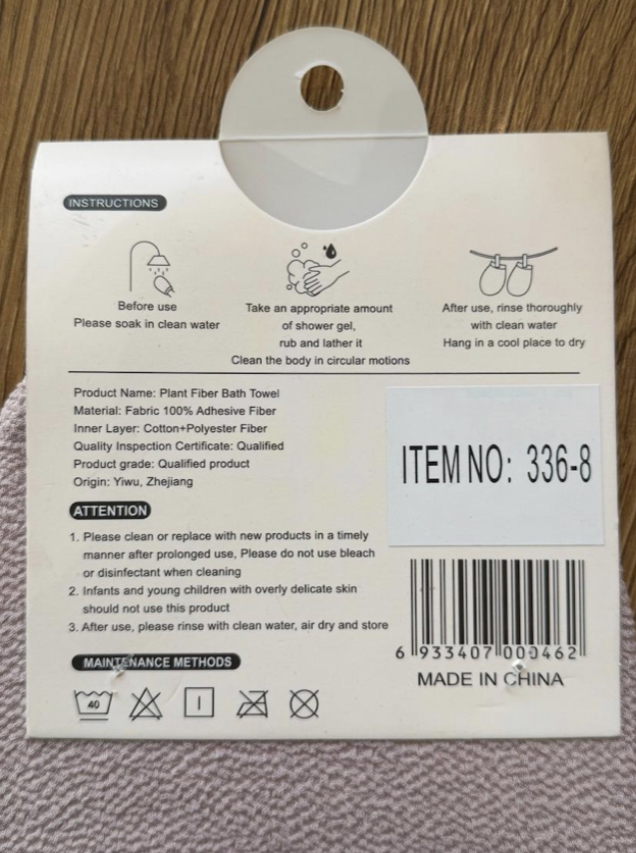 INSTRUCTIONS
Before use
Please soak in clean water
Take an appropriate amount
of shower gel,
rub and lather it
Clean the body in circular motions
After use, rinse thoroughly
with clean water
Hang in a cool place to dry
Product Name: Plant Fiber Bath Towel
Material: Fabric 100% Adhesive Fiber
Inner Layer: Cotton+Polyester Fiber
Quality Inspection Certificate: Qualified
Product grade: Qualified product
Origin: Yiwu, Zhejiang
ITEM NO: 336-8
ATTENTION
1. Please clean or replace with new products in a timely
manner after prolonged use, Please do not use bleach
or disinfectant when cleaning
2. Infants and young children with overly delicate skin
should not use this product
3. After use, please rinse with clean water, air dry and store
6 933407 000462
MADE IN CHINA
MAINTENANCE METHODS
40